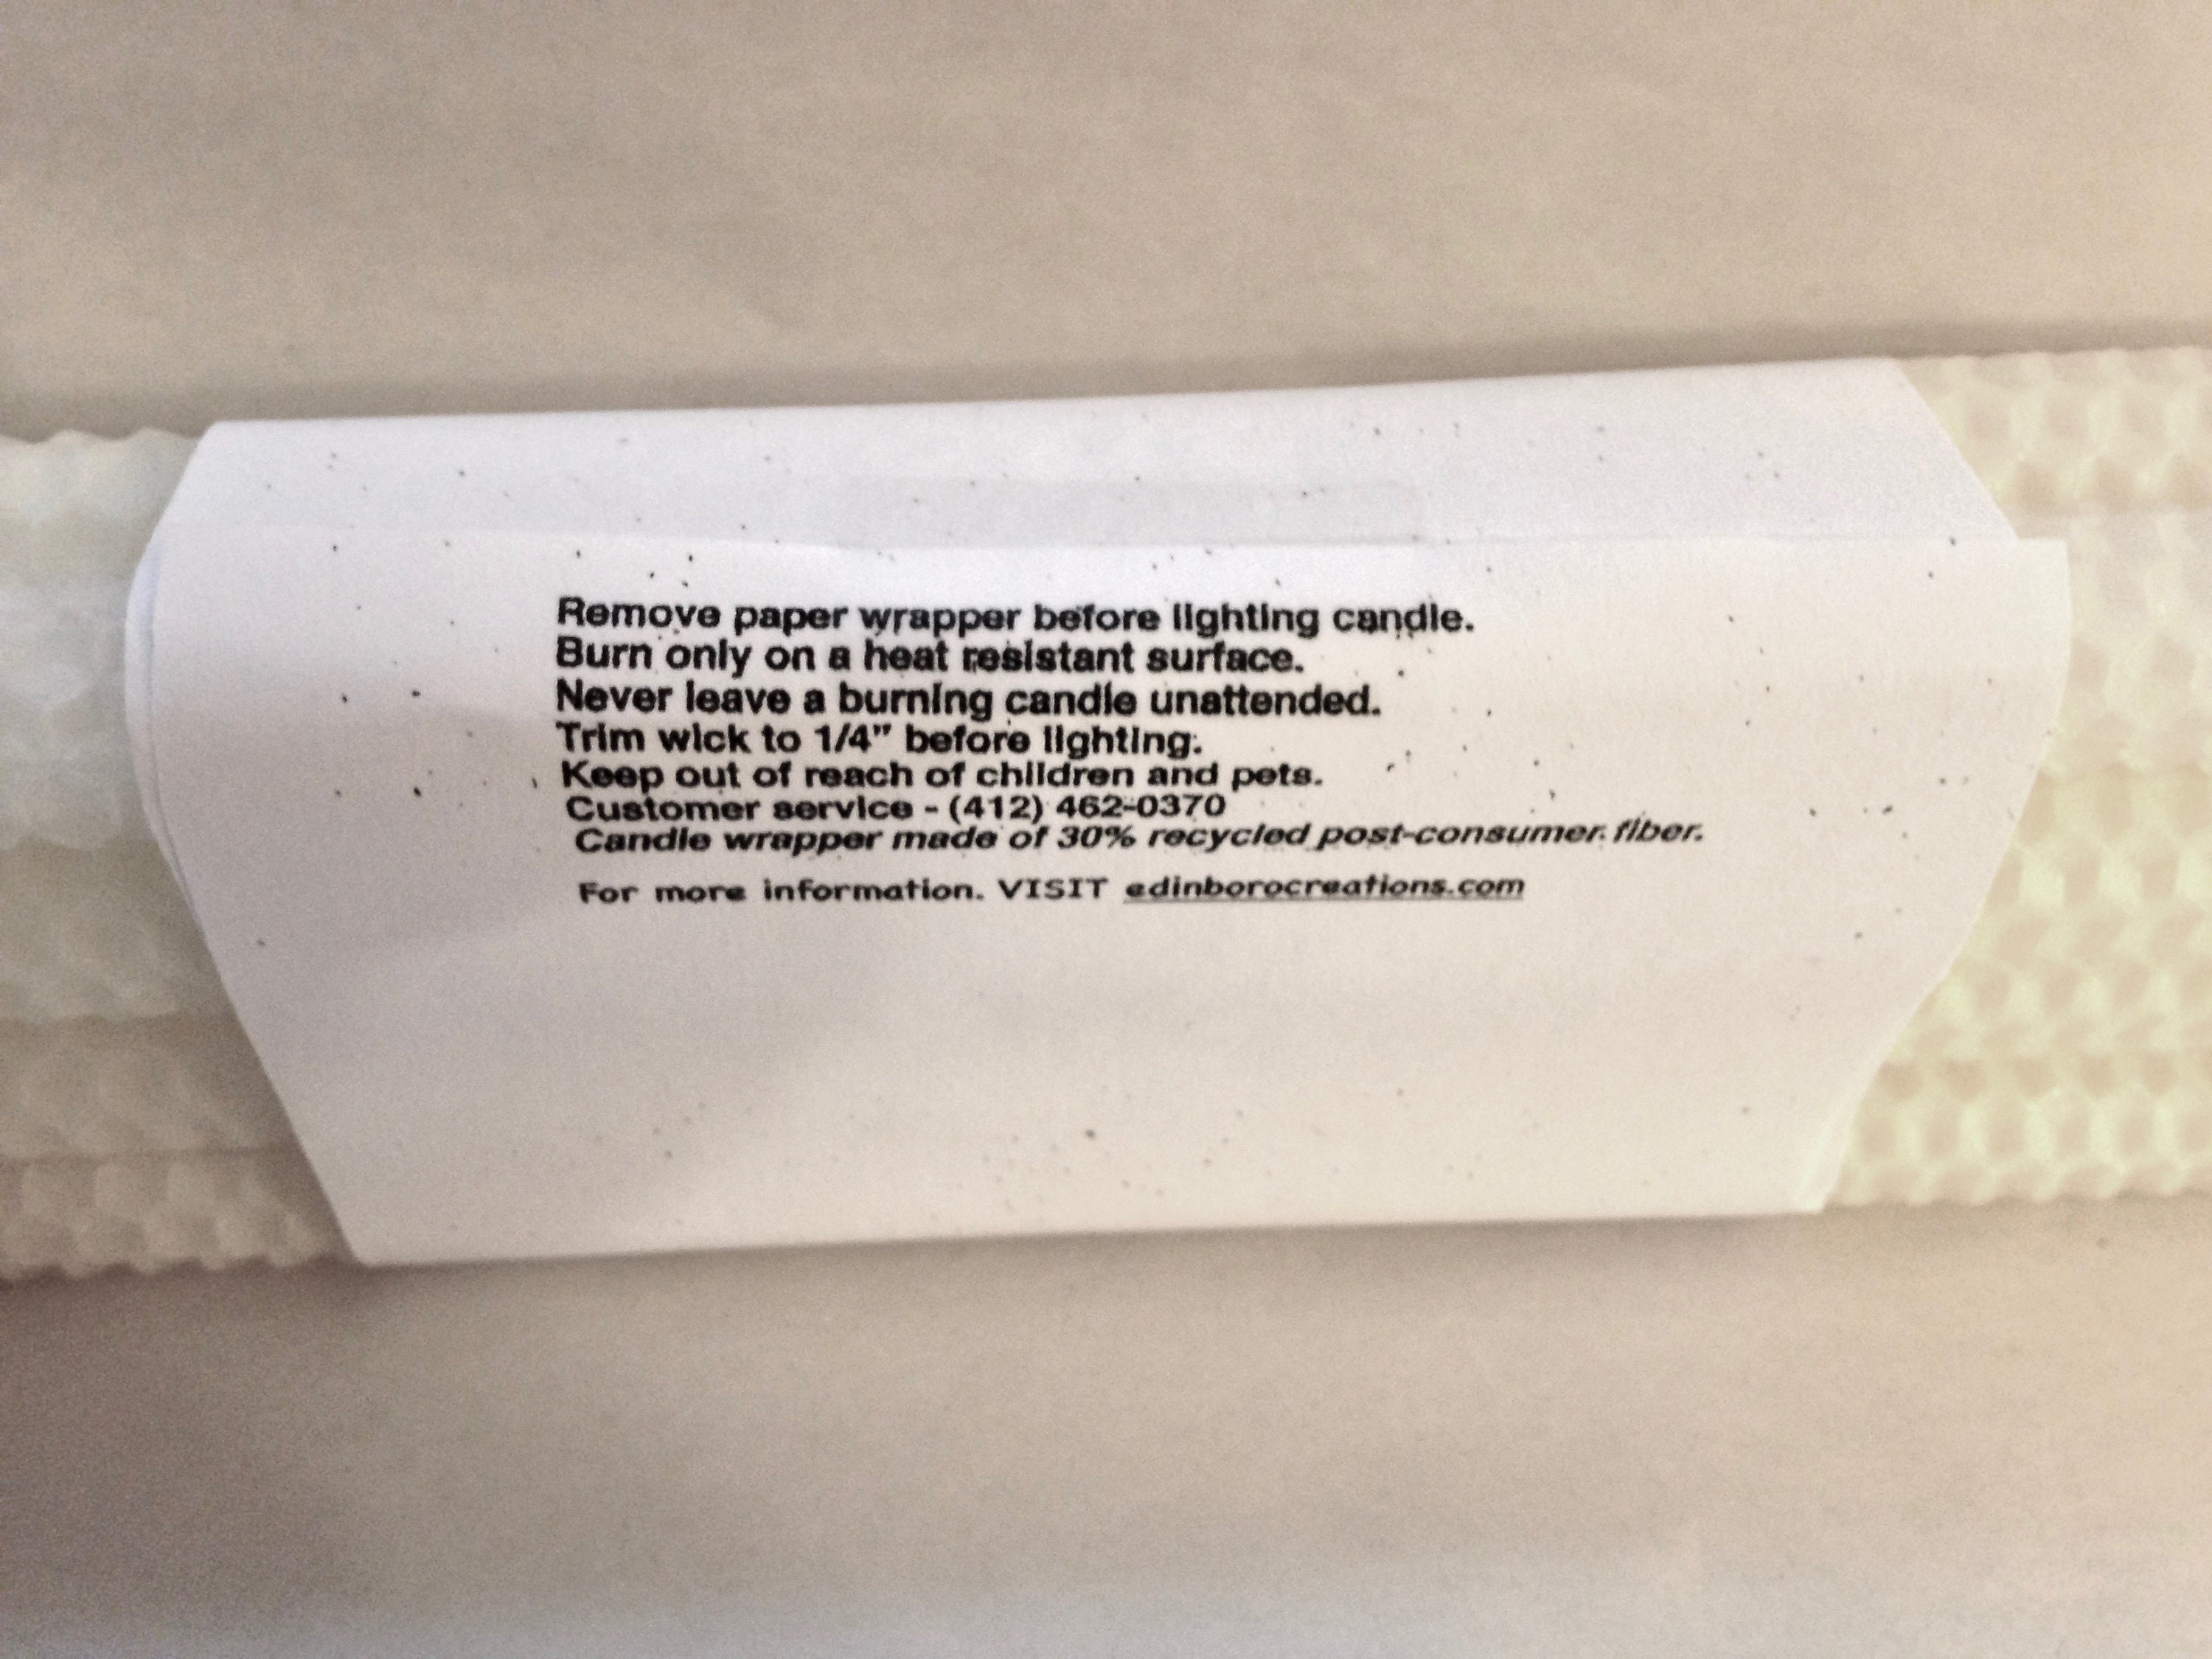 Remove paper wrapper before lighting candle.
Burn only on a heat resistant surface.
Never leave a burning candle unattended.
Trim wick to 1/4" before lighting.
Keep out of reach of children and pets.
Customer service - (412) 462-0370
Candle wrapper made of 30% recycled post-consumer fiber.
For more information. VISIT edinborocreations.com